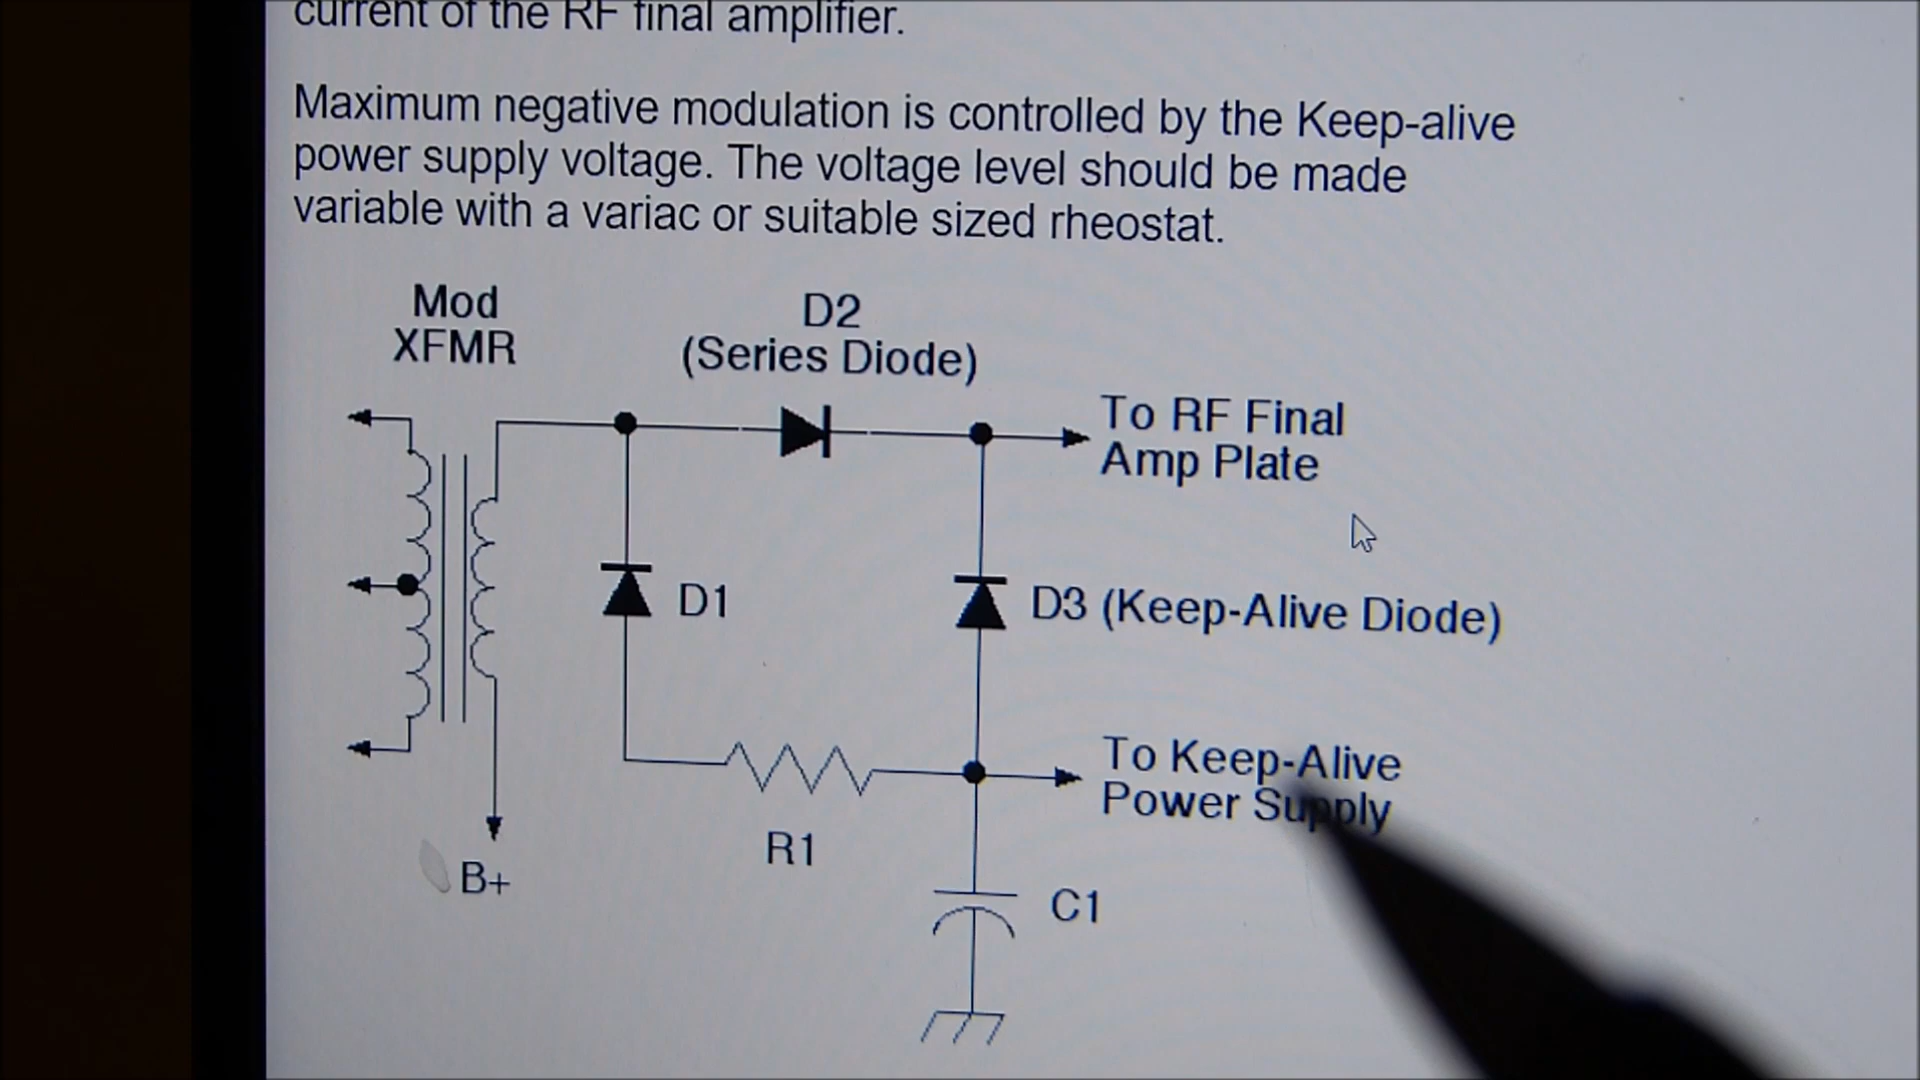 current of the RF final amplifier.
Maximum negative modulation is controlled by the Keep-alive
power supply voltage. The voltage level should be made
variable with a variac or suitable sized rheostat.
Mod
XFMR
D2
(Series Diode)
To RF Final
Amp Plate
D1
D3 (Keep-Alive Diode)
To Keep-Alive
Power Supply
R1
B+
C1